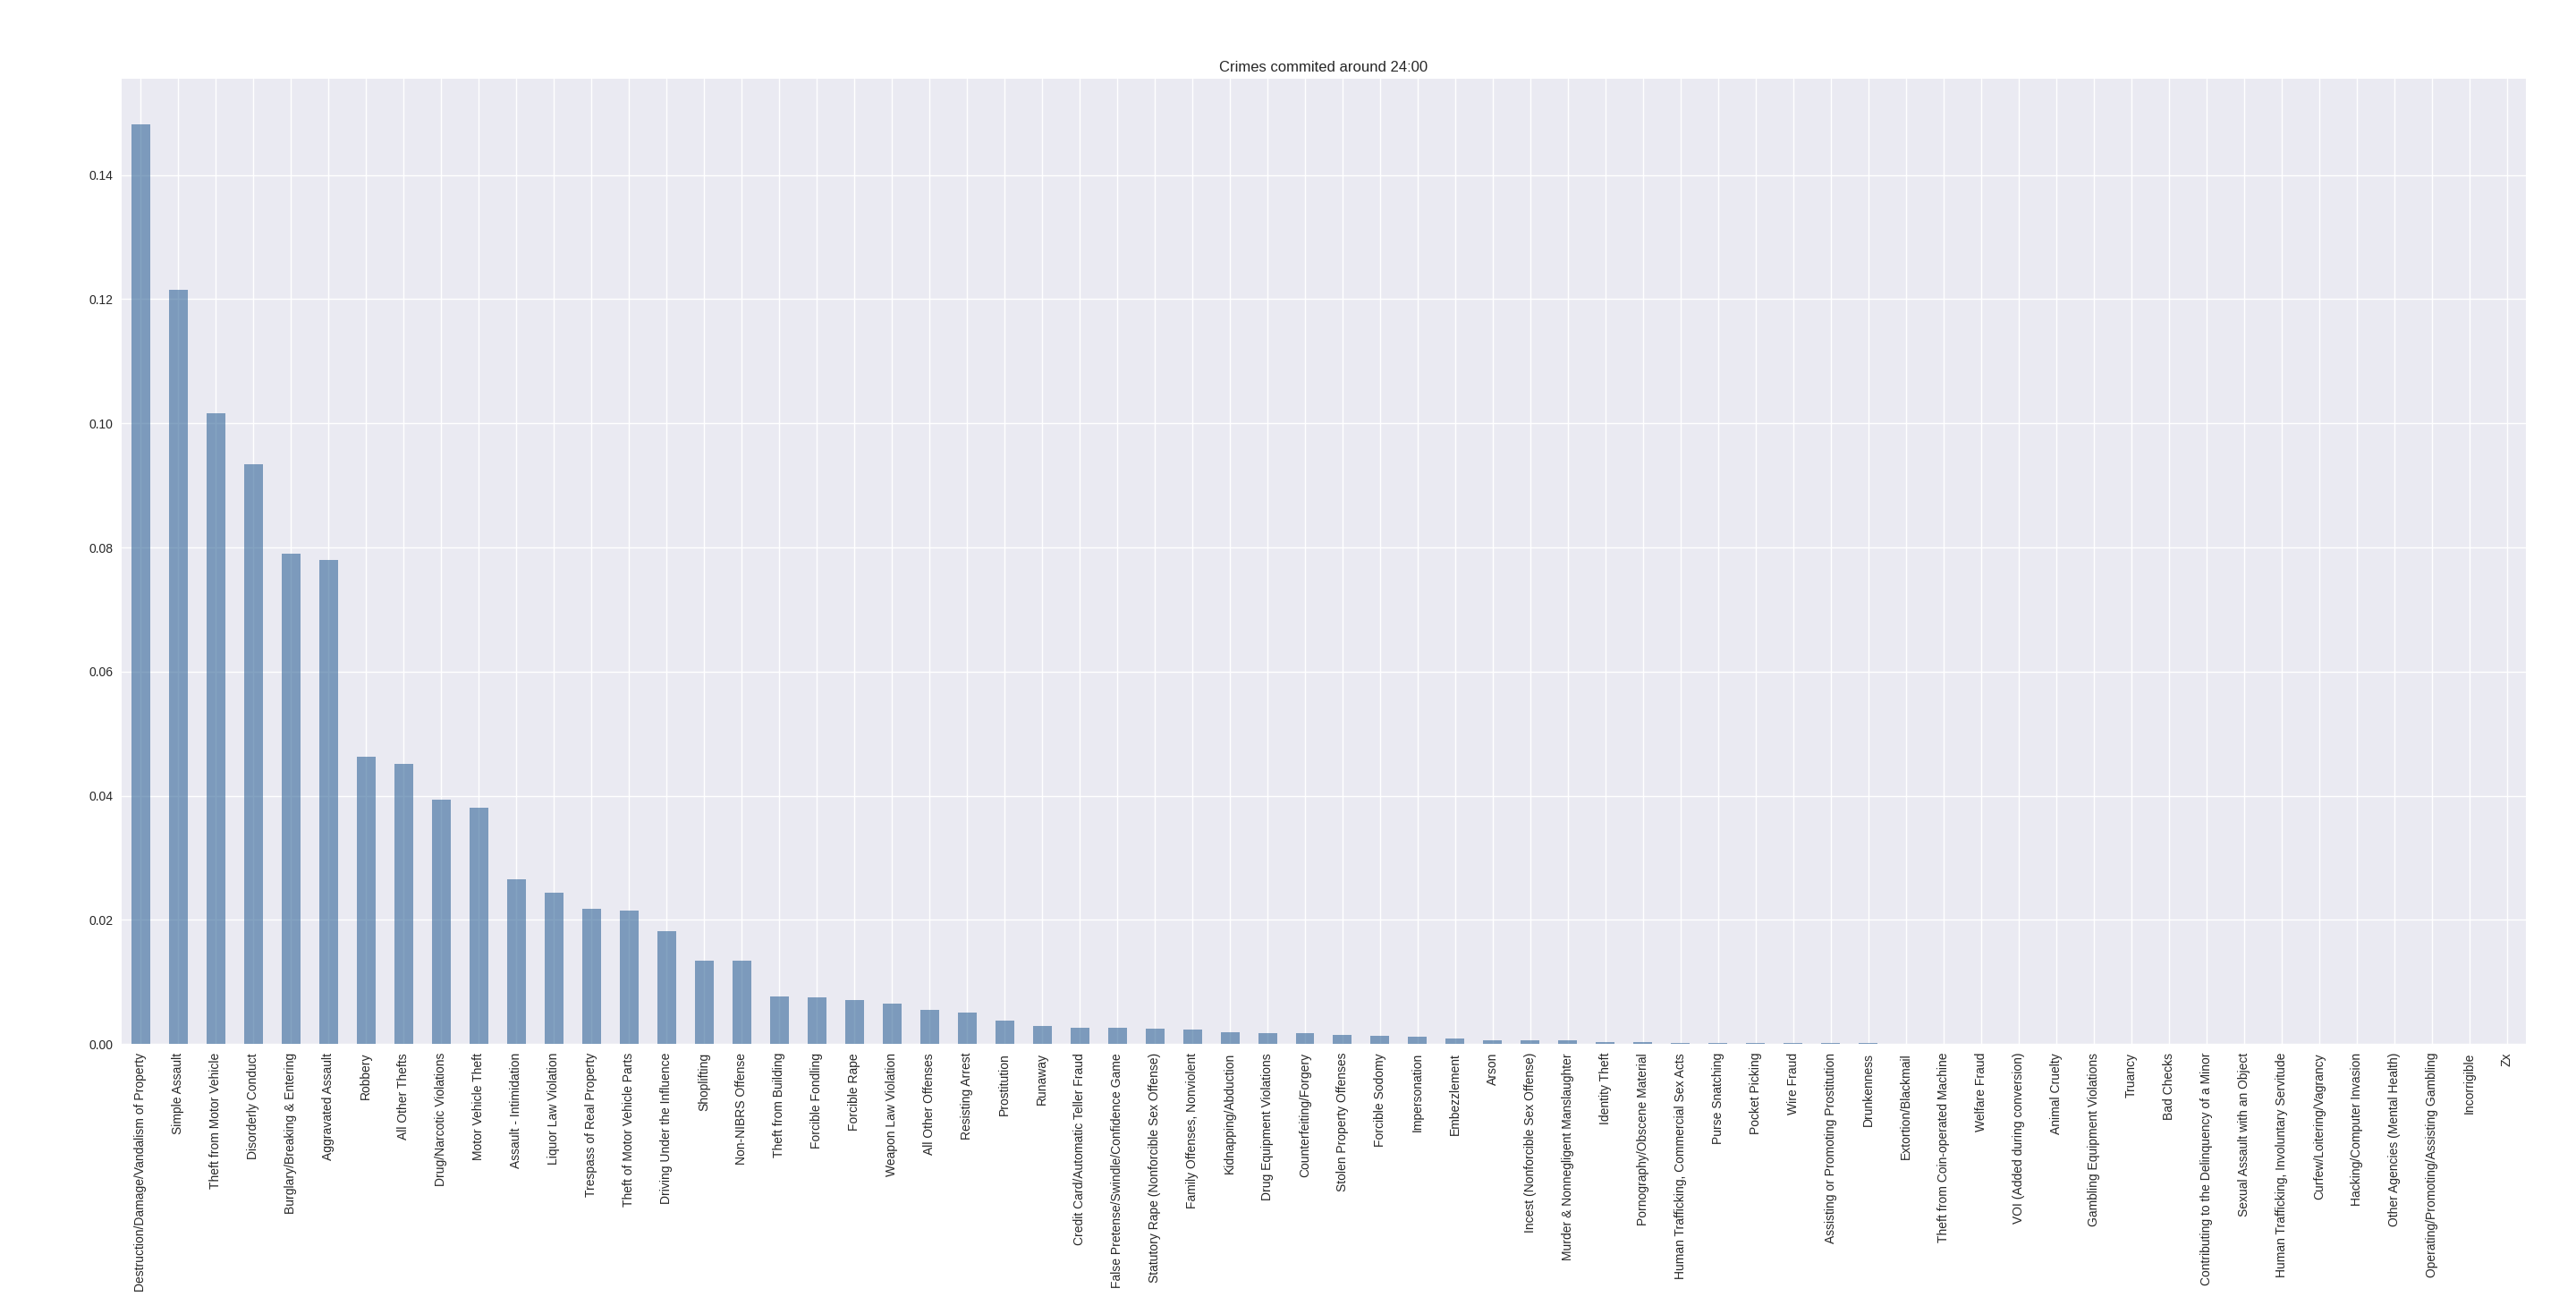 Crimes commited around 24:00
0.14
0.12
0.10
0.08
0.06
0.04
0.02
0.00
Destruction/Damage/Vandalism of Property
Simple Assault
Theft from Motor Vehicle
Disorderly Conduct
Burglary/Breaking & Entering
Aggravated Assault
Robbery
All Other Thefts
Drug/Narcotic Violations
Motor Vehicle Theft
Assault - Intimidation
Liquor Law Violation
Trespass of Real Property
Theft of Motor Vehicle Parts
Driving Under the Influence
Shoplifting
Non-NIBRS Offense
Theft from Building
Forcible Fondling
Forcible Rape
Weapon Law Violation
All Other Offenses
Resisting Arrest
Prostitution
Runaway
Credit Card/Automatic Teller Fraud
False Pretense/Swindle/Confidence Game
Statutory Rape (Nonforcible Sex Offense)
Family Offenses, Nonviolent
Kidnapping/Abduction
Drug Equipment Violations
Counterfeiting/Forgery
Stolen Property Offenses
Forcible Sodomy
Impersonation
Embezzlement
Arson
Incest (Nonforcible Sex Offense)
Murder & Nonnegligent Manslaughter
Identity Theft
Pornography/Obscene Material
Human Trafficking, Commercial Sex Acts
Purse Snatching
Pocket Picking
Wire Fraud
Assisting or Promoting Prostitution
Drunkenness
Extortion/Blackmail
Theft from Coin-operated Machine
Welfare Fraud
VOI (Added during conversion)
Animal Cruelty
Gambling Equipment Violations
Truancy
Bad Checks
Contributing to the Delinquency of a Minor
Sexual Assault with an Object
Human Trafficking, Involuntary Servitude
Curfew/Loitering/Vagrancy
Hacking/Computer Invasion
Other Agencies (Mental Health)
Operating/Promoting/Assisting Gambling
Incorrigible
Zx